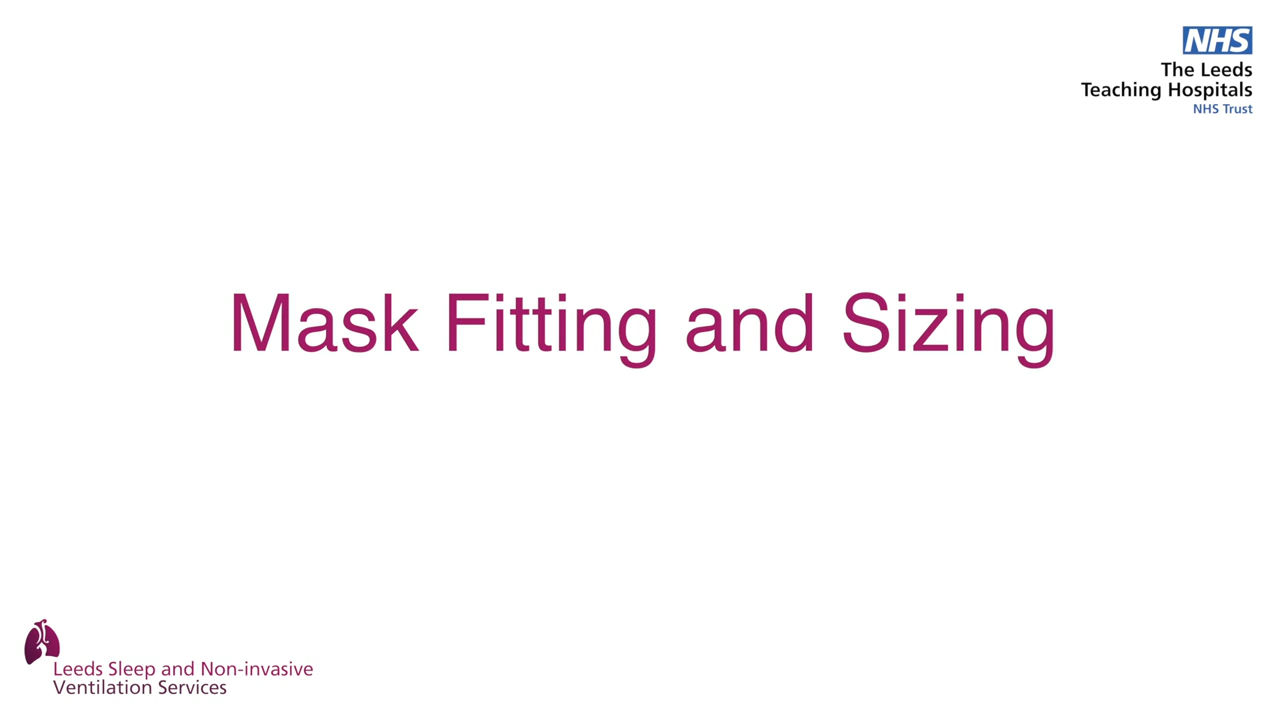 NHS
The Leeds
Teaching Hospitals
NHS Trust
Mask Fitting and Sizing
Leeds Sleep and Non-invasive
Ventilation Services